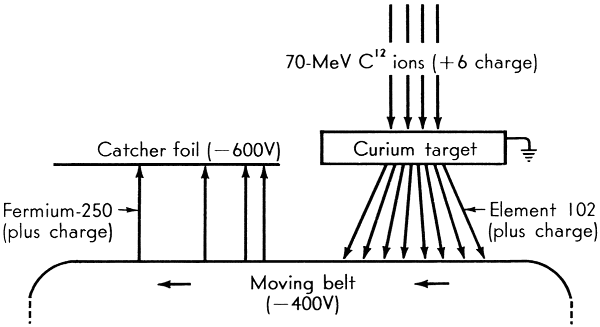 70-MeV C¹² ions (+6 charge)
Catcher foil (−600V)
Curium target
Fermium-250
(plus charge)
Element 102
(plus charge)
Moving belt
(−400V)